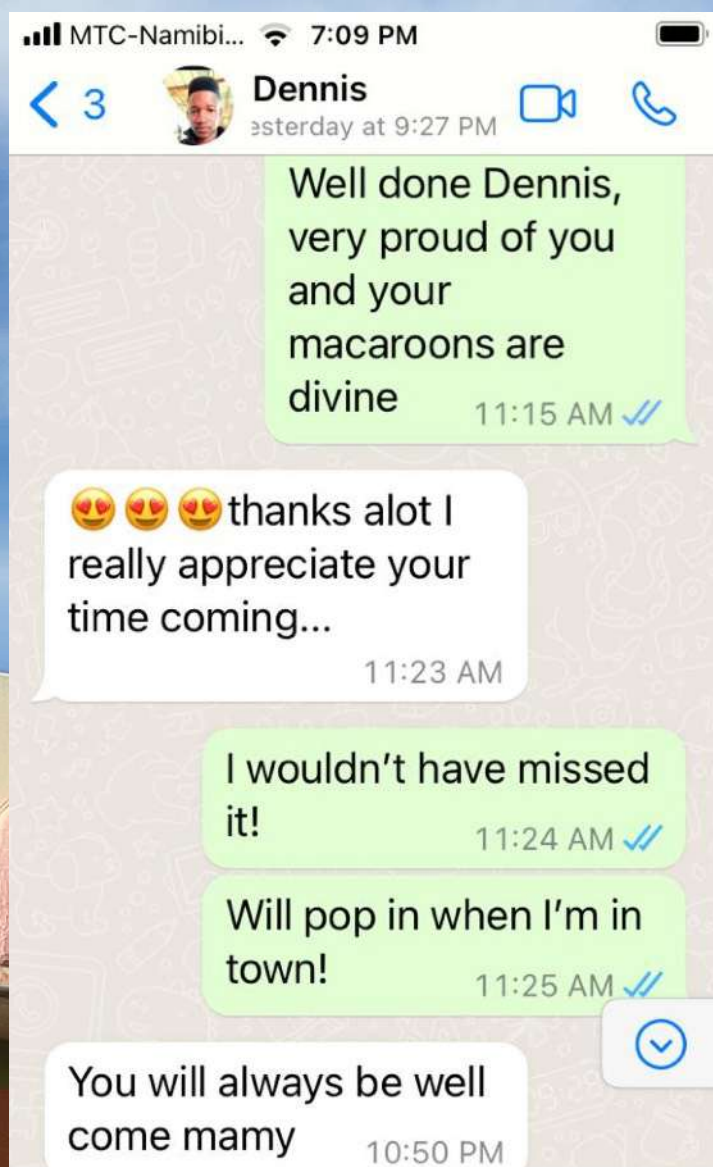 MTC-Namibi... 7:09 PM
3
Dennis
esterday at 9:27 PM
Well done Dennis,
very proud of you
and your
macaroons are
divine
11:15 AM
😍😍😍thanks alot I
really appreciate your
time coming...
11:23 AM
I wouldn't have missed
it!
11:24 AM
Will pop in when I'm in
town!
11:25 AM
You will always be well
come mamy
10:50 PM